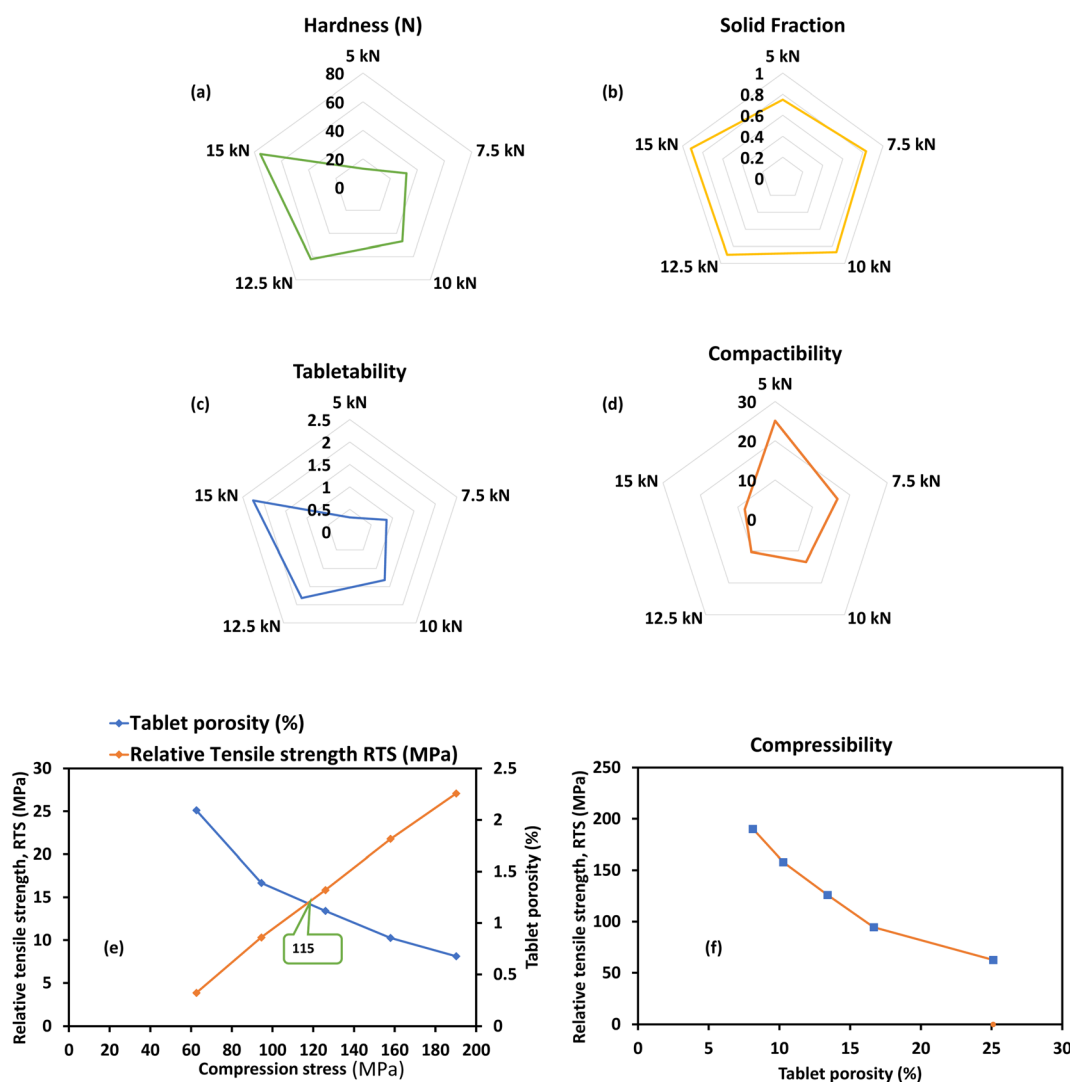 Hardness (N)
(a)
5 kN
80
60
40
20
0
7.5 kN
10 kN
12.5 kN
15 kN
Solid Fraction
(b)
5 kN
1
0.8
0.6
0.4
0.2
0
7.5 kN
10 kN
12.5 kN
15 kN
Tabletability
(c)
5 kN
2.5
2
1.5
1
0.5
0
7.5 kN
10 kN
12.5 kN
15 kN
Compactibility
(d)
5 kN
30
20
10
0
7.5 kN
10 kN
12.5 kN
15 kN
Tablet porosity (%)
Relative Tensile strength RTS (MPa)
Relative tensile strength, RTS (MPa)
30
25
20
15
10
5
0
(e)
115
2.5
2
1.5
1
0.5
0
Tablet porosity (%)
0 20 40 60 80 100 120 140 160 180 200
Compression stress (MPa)
Compressibility
Relative tensile strength, RTS (MPa)
250
200
150
100
50
0
(f)
0 5 10 15 20 25 30
Tablet porosity (%)